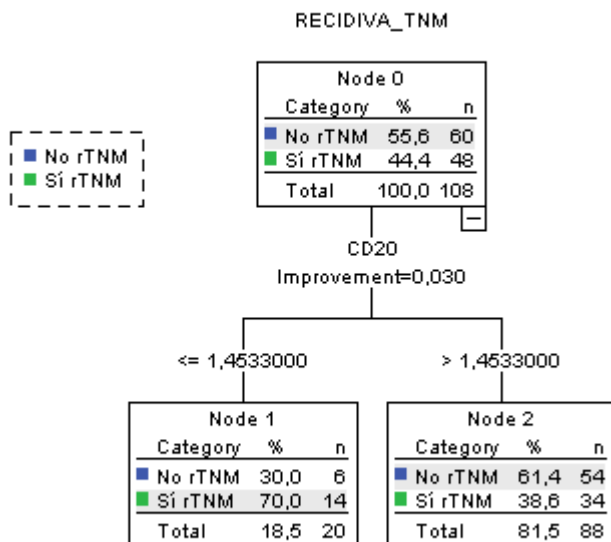 RECIDIVA_TNM
Node 0
Category % n
No rTNM 55,6 60
Sí rTNM 44,4 48
Total 100,0 108
No rTNM
Sí rTNM
CD20
Improvement=0,030
<= 1,4533000
> 1,4533000
Node 1
Category % n
No rTNM 30,0 6
Sí rTNM 70,0 14
Total 18,5 20
Node 2
Category % n
No rTNM 61,4 54
Sí rTNM 38,6 34
Total 81,5 88